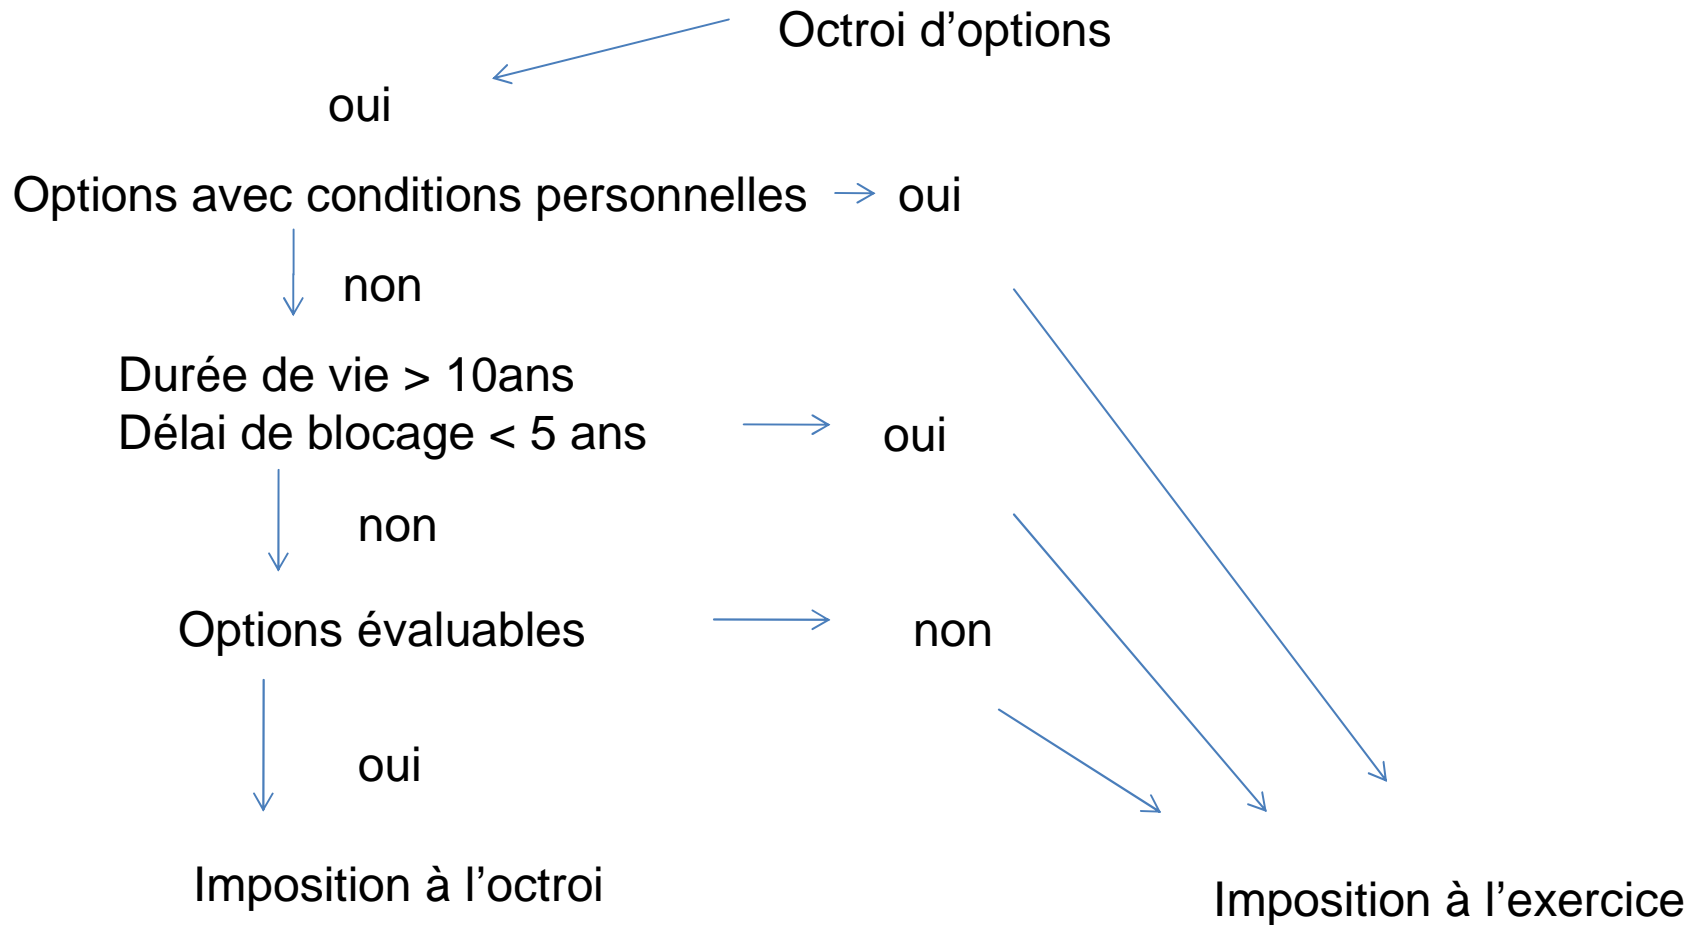 Octroi d’options
oui
Options avec conditions personnelles oui
non
Durée de vie > 10ans
Délai de blocage < 5 ans oui
non
Options évaluables non
oui
Imposition à l’octroi
Imposition à l’exercice